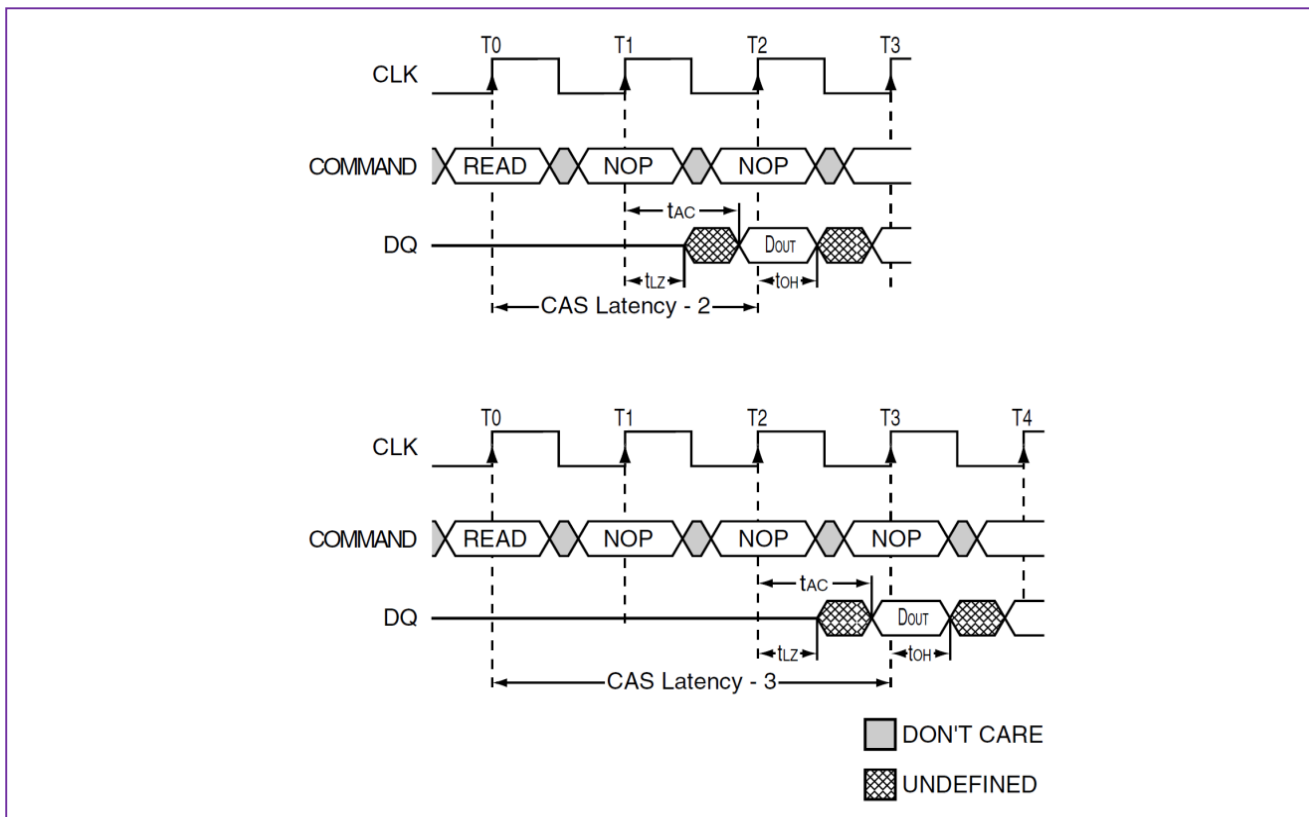 T0 T1 T2 T3
CLK
COMMAND READ NOP NOP
tAC
DQ DOUT
tLZ tOH
CAS Latency - 2
T0 T1 T2 T3 T4
CLK
COMMAND READ NOP NOP NOP
tAC
DQ DOUT
tLZ tOH
CAS Latency - 3
DON'T CARE
UNDEFINED